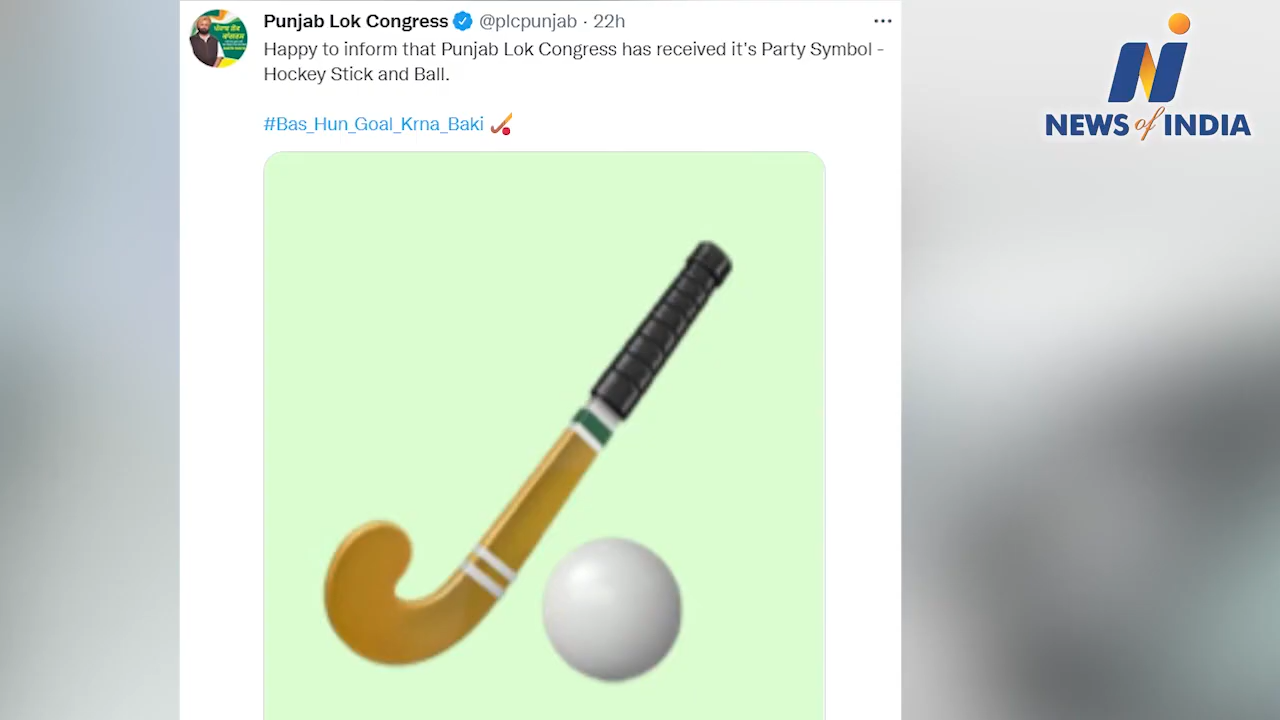 Punjab Lok Congress @plcpunjab · 22h
Happy to inform that Punjab Lok Congress has received it's Party Symbol -
Hockey Stick and Ball.
#Bas_Hun_Goal_Krna_Baki
NEWS of INDIA
ਪੰਜਾਬ ਲੋਕ
ਕਾਂਗਰਸ